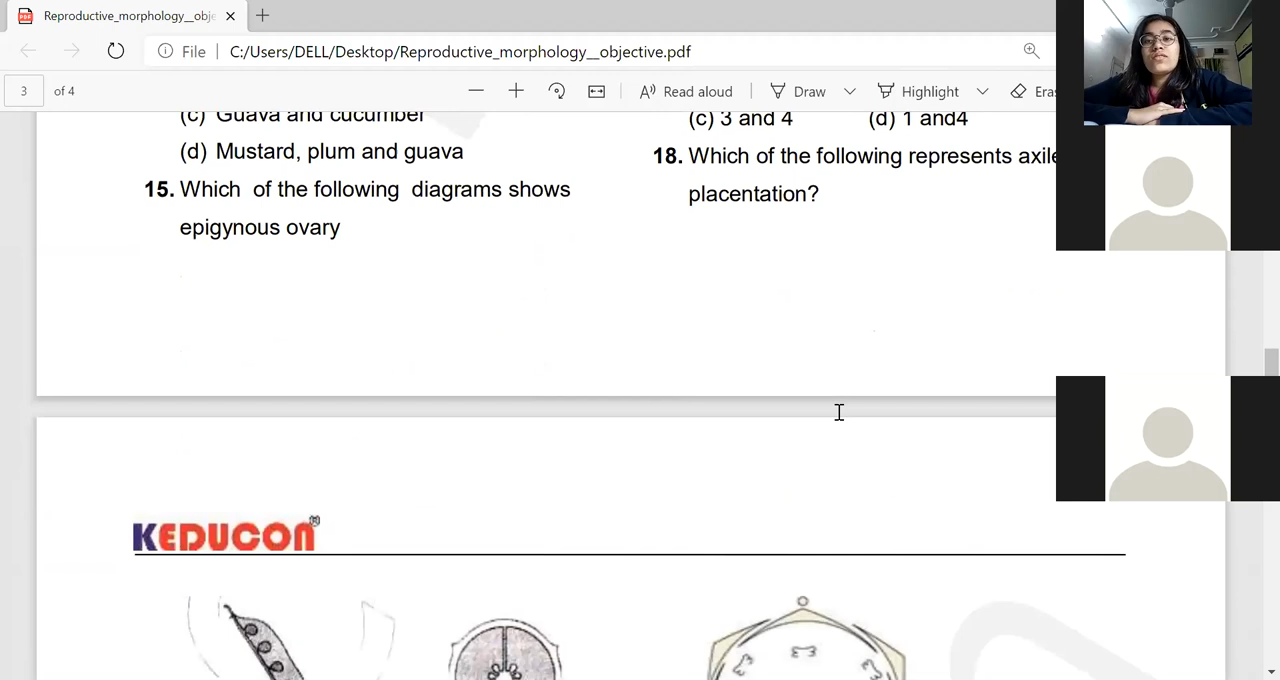 Reproductive_morphology__obje
File
C:/Users/DELL/Desktop/Reproductive_morphology__objective.pdf
3 of 4
Read aloud
Draw
Highlight
Eras
(c) Guava and cucumber
(d) Mustard, plum and guava
15. Which of the following diagrams shows
epigynous ovary
(c) 3 and 4 (d) 1 and4
18. Which of the following represents axile
placentation?
KEDUCON